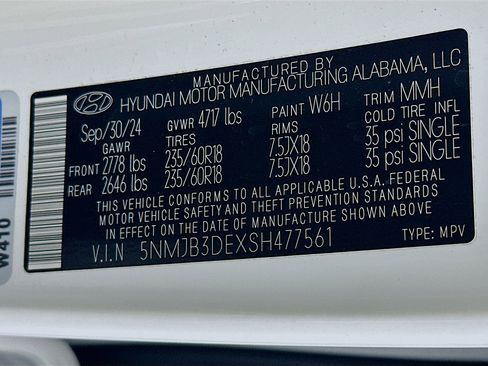 MANUFACTURED BY
HYUNDAI MOTOR MANUFACTURING ALABAMA, LLC
Sep/30/24 GVWR 4717 lbs PAINT W6H TRIM MMH
GAWR TIRES RIMS COLD TIRE INFL
FRONT 2778 lbs 235/60R18 7.5JX18 35 psi SINGLE
REAR 2646 lbs 235/60R18 7.5JX18 35 psi SINGLE
THIS VEHICLE CONFORMS TO ALL APPLICABLE U.S.A. FEDERAL
MOTOR VEHICLE SAFETY AND THEFT PREVENTION STANDARDS
IN EFFECT ON THE DATE OF MANUFACTURE SHOWN ABOVE.
V.I.N 5NMJB3DEXSH477561 TYPE: MPV
W410